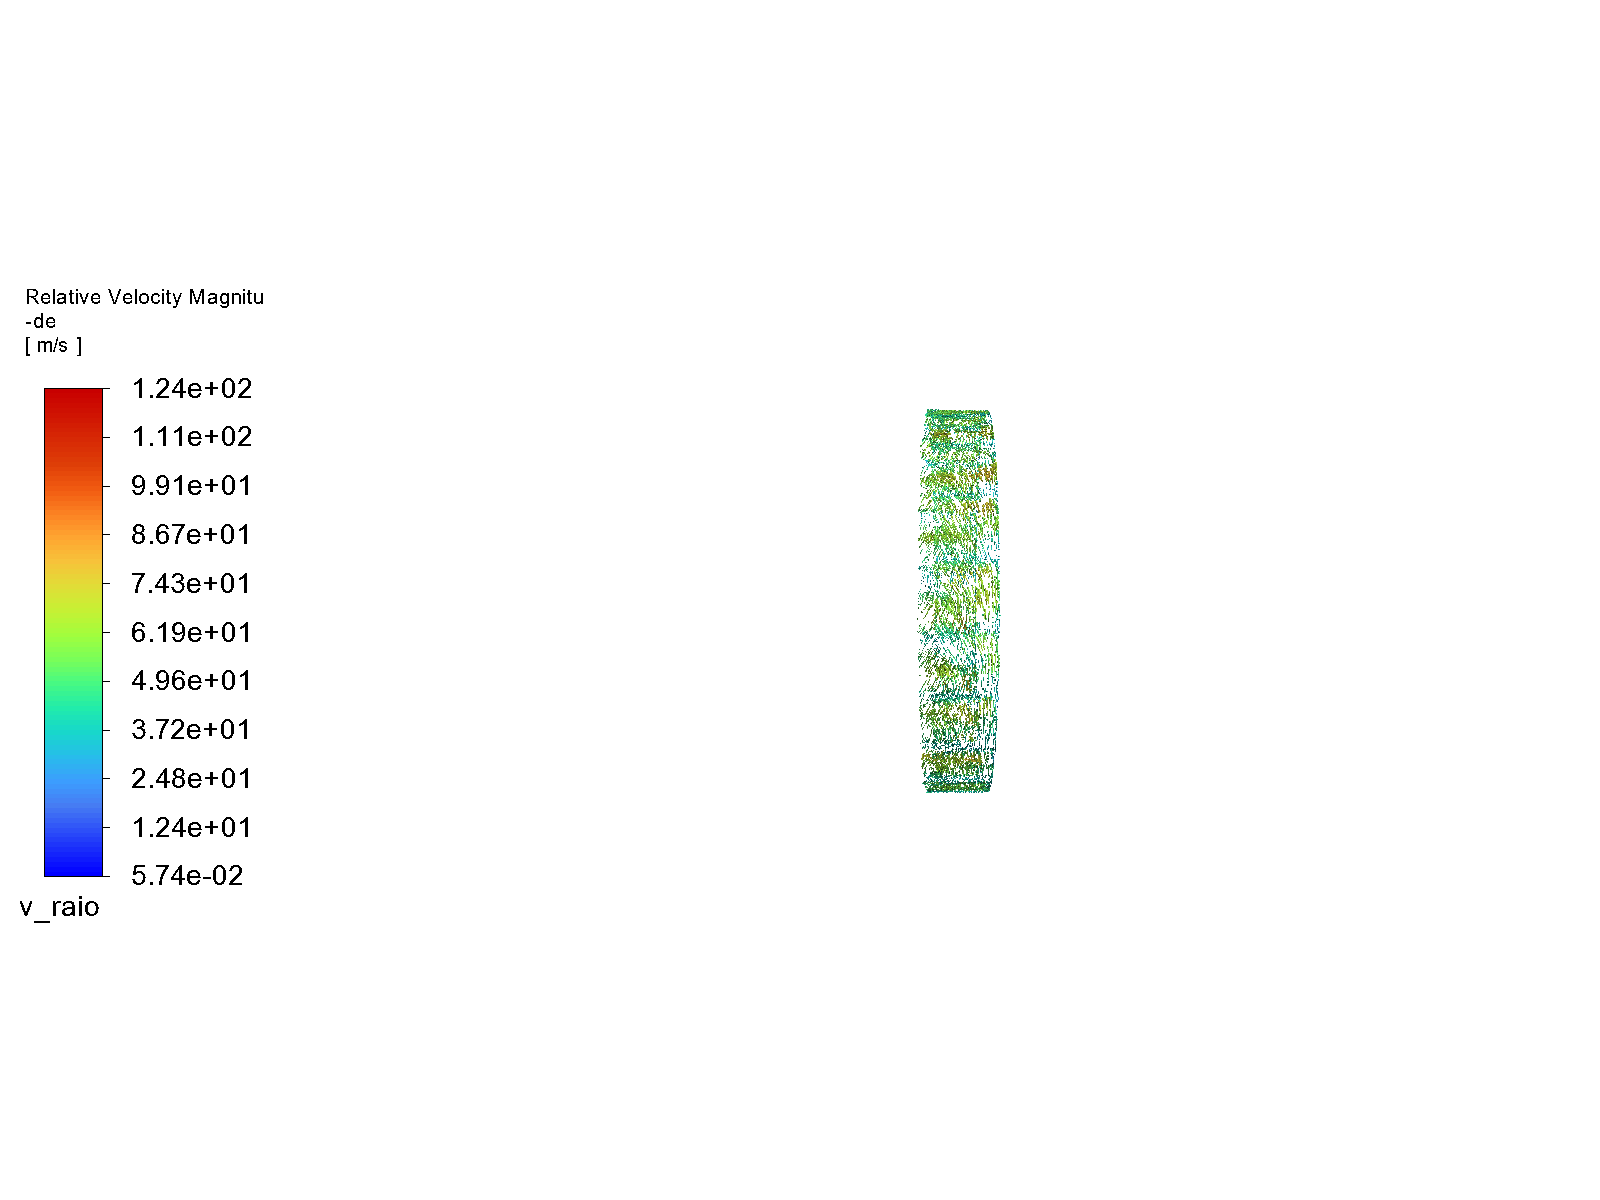 Relative Velocity Magnitu
-de
[ m/s ]
1.24e+02
1.11e+02
9.91e+01
8.67e+01
7.43e+01
6.19e+01
4.96e+01
3.72e+01
2.48e+01
1.24e+01
5.74e-02
v_raio